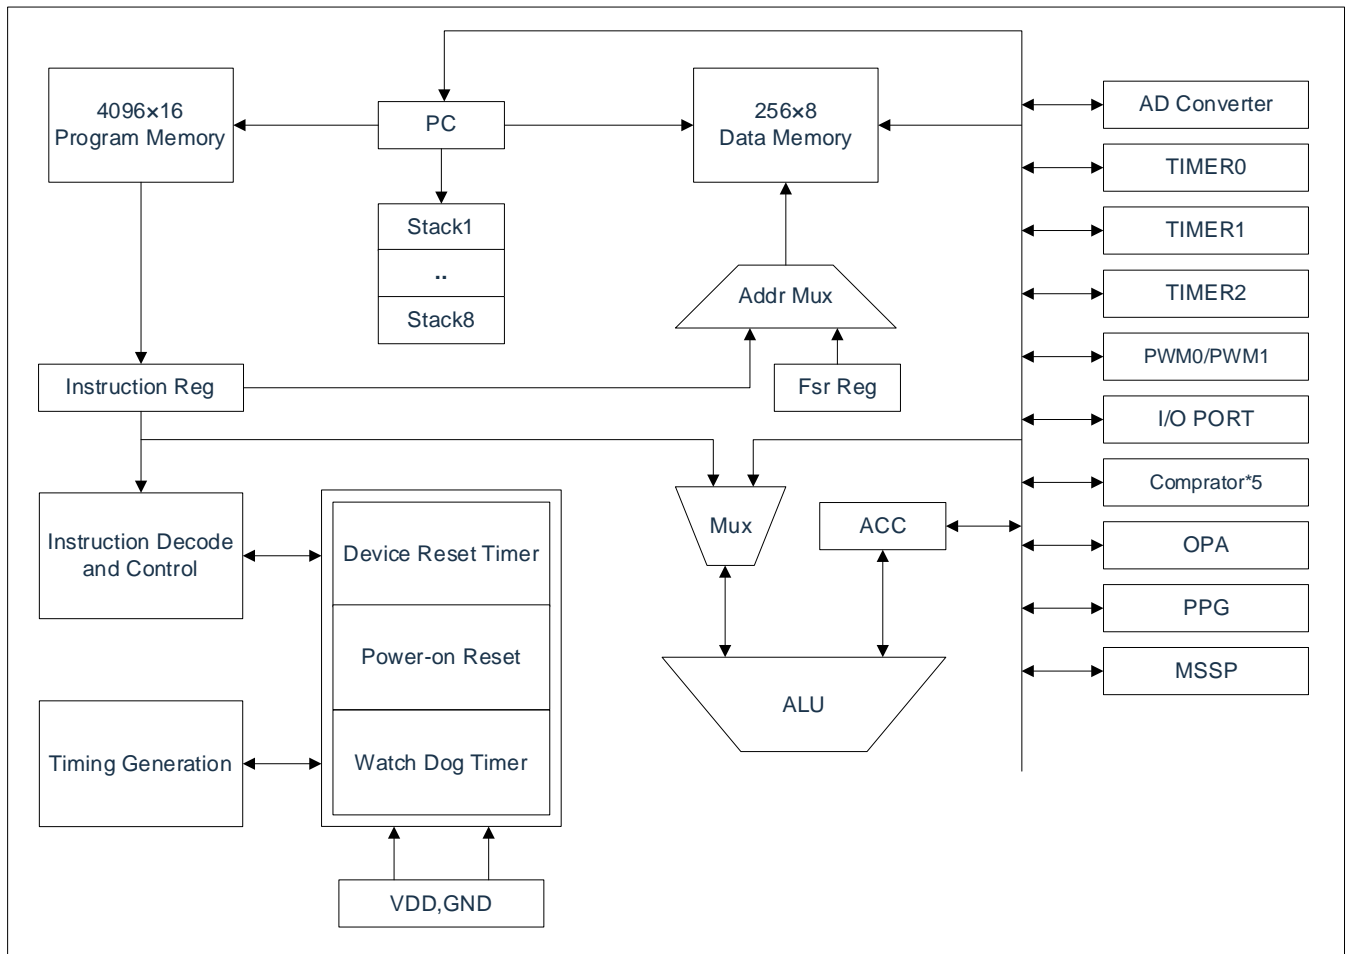 4096×16
Program Memory
PC
256×8
Data Memory
AD Converter
TIMER0
TIMER1
TIMER2
PWM0/PWM1
I/O PORT
Comprator*5
OPA
PPG
MSSP
Stack1
..
Stack8
Addr Mux
Instruction Reg
Fsr Reg
Instruction Decode
and Control
Device Reset Timer
Mux
ACC
Power-on Reset
ALU
Timing Generation
Watch Dog Timer
VDD,GND